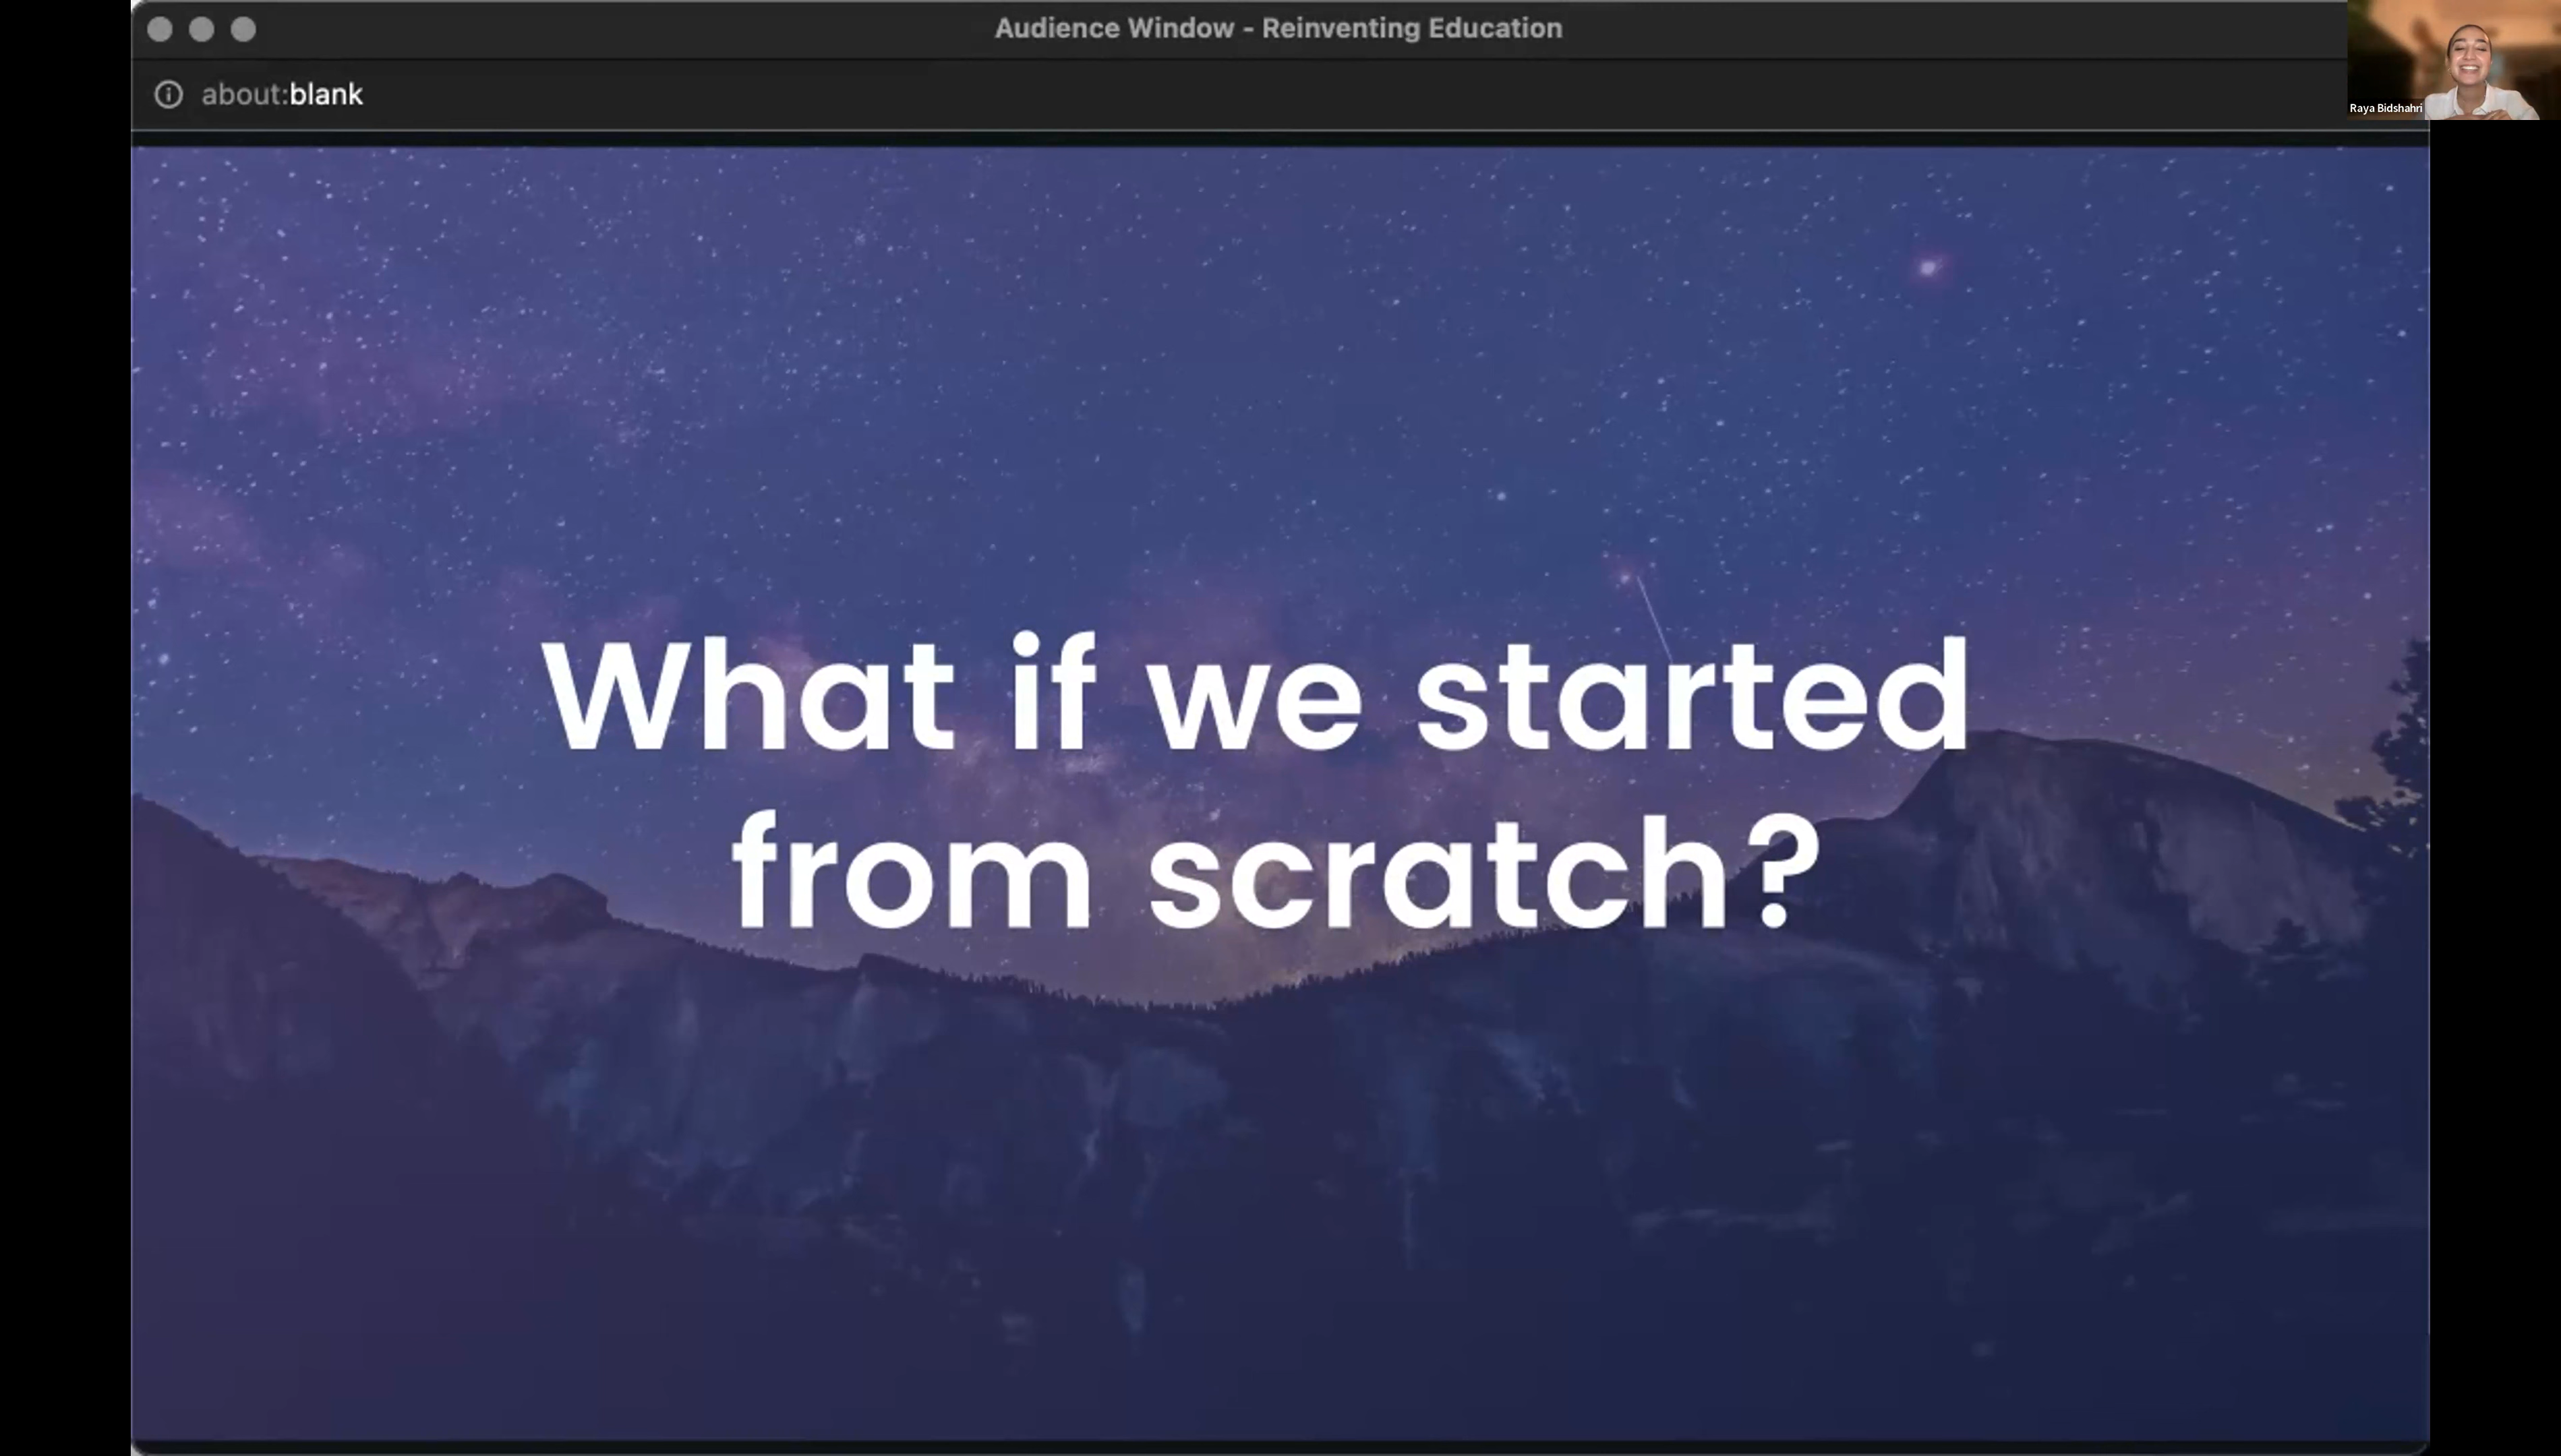 Audience Window - Reinventing Education
about:blank
Raya Bidshahri
What if we started
from scratch?